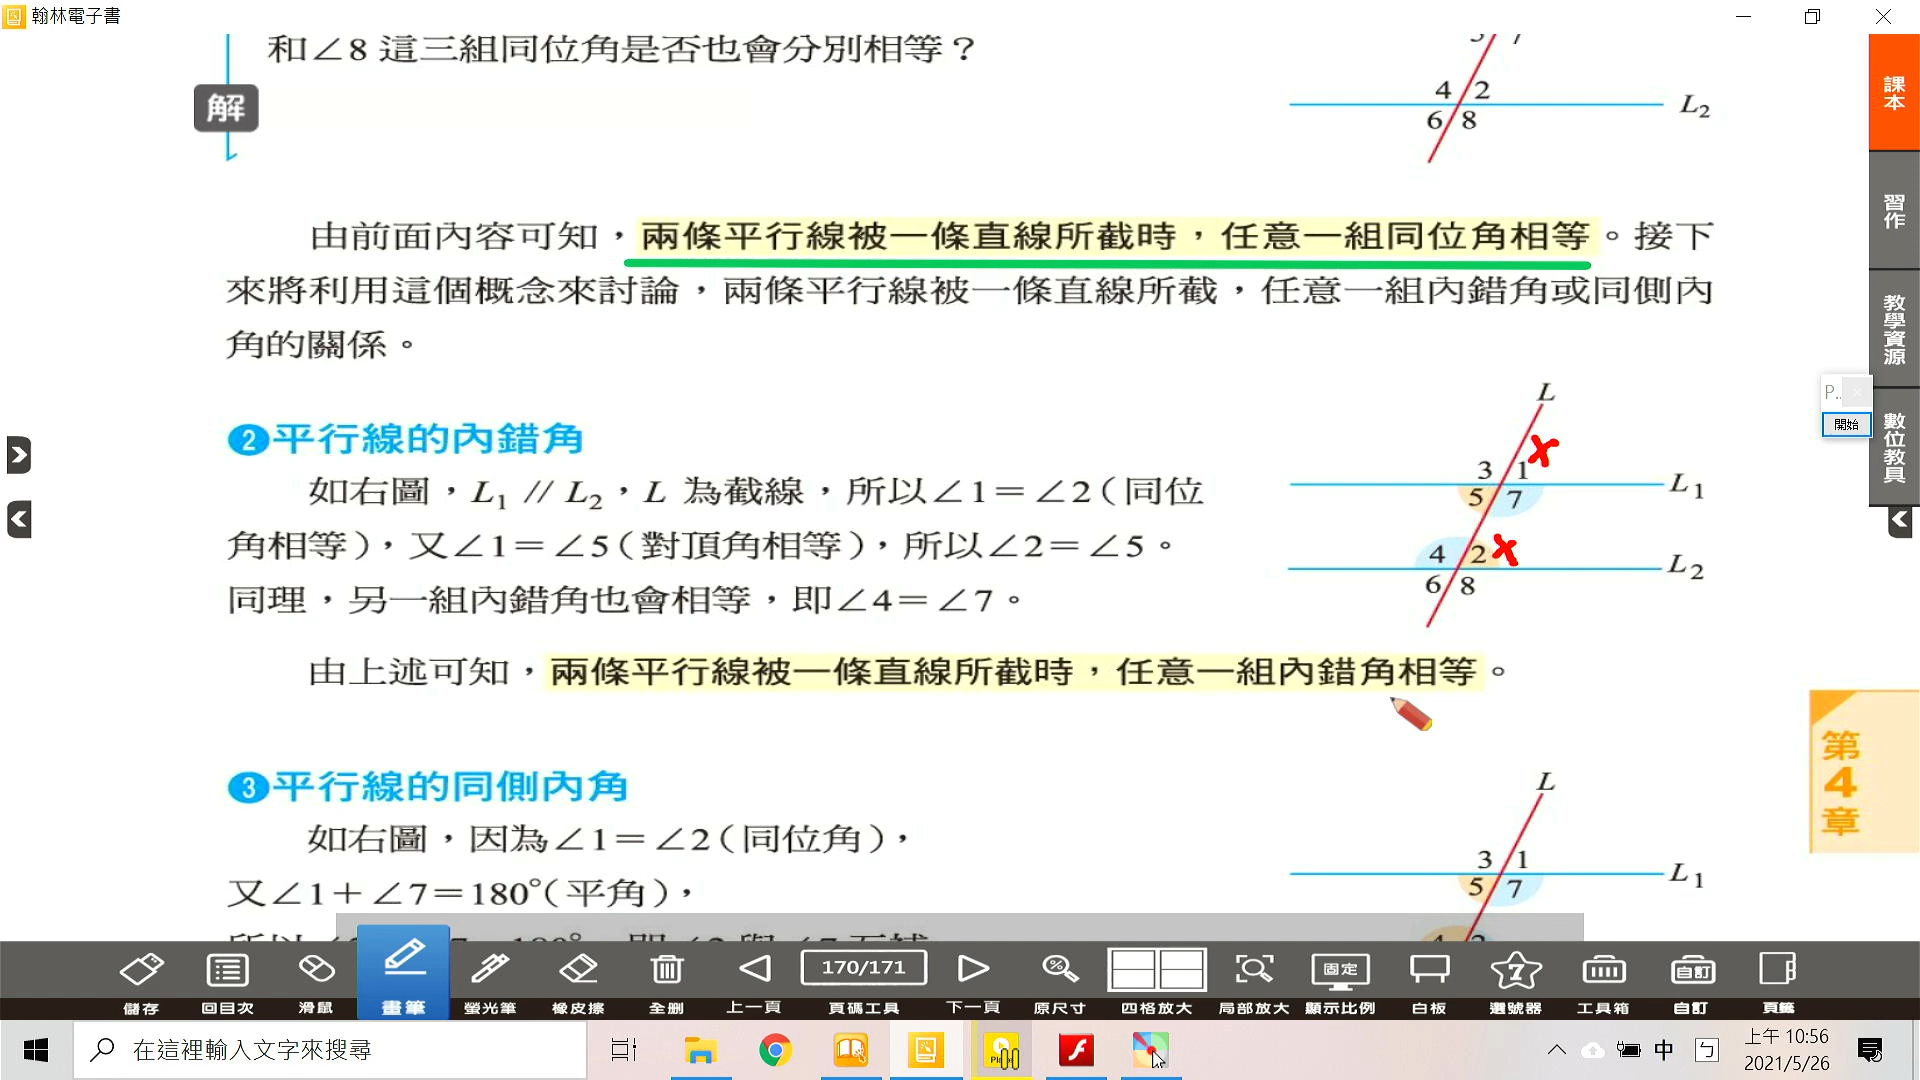 翰林電子書
和∠8 這三組同位角是否也會分別相等？
解
4 2
6 8
L₂
由前面內容可知，兩條平行線被一條直線所截時，任意一組同位角相等。接下
來將利用這個概念來討論，兩條平行線被一條直線所截，任意一組內錯角或同側內
角的關係。
❷平行線的內錯角
如右圖，L₁ // L₂，L 為截線，所以∠1＝∠2（同位
角相等），又∠1＝∠5（對頂角相等），所以∠2＝∠5。
同理，另一組內錯角也會相等，即∠4＝∠7。
L
3 1
5 7
L₁
4 2
6 8
L₂
由上述可知，兩條平行線被一條直線所截時，任意一組內錯角相等。
❸平行線的同側內角
如右圖，因為∠1＝∠2（同位角），
又∠1＋∠7＝180°（平角），
L
3 1
5 7
L₁
課本
習作
教學資源
數位教具
P..
開始
第4章
170/171
固定
7
自訂
儲存 回目次 滑鼠 畫筆 螢光筆 橡皮擦 全刪 上一頁 頁碼工具 下一頁 原尺寸 四格放大 局部放大 顯示比例 白板 選號器 工具箱 自訂 頁籤
在這裡輸入文字來搜尋
中
ㄅ
上午 10:56
2021/5/26